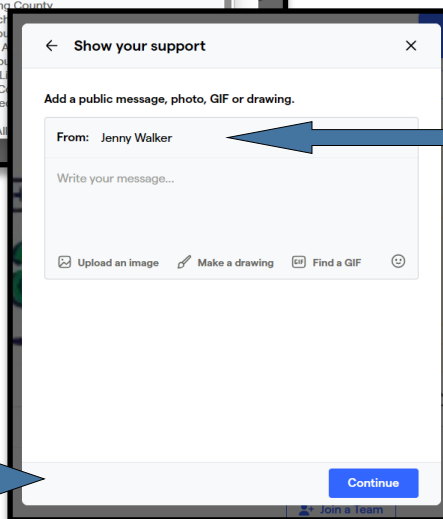 ng County
← Show your support ×
Add a public message, photo, GIF or drawing.
From: Jenny Walker
Write your message...
Upload an image Make a drawing GIF Find a GIF
Continue
Join a Team